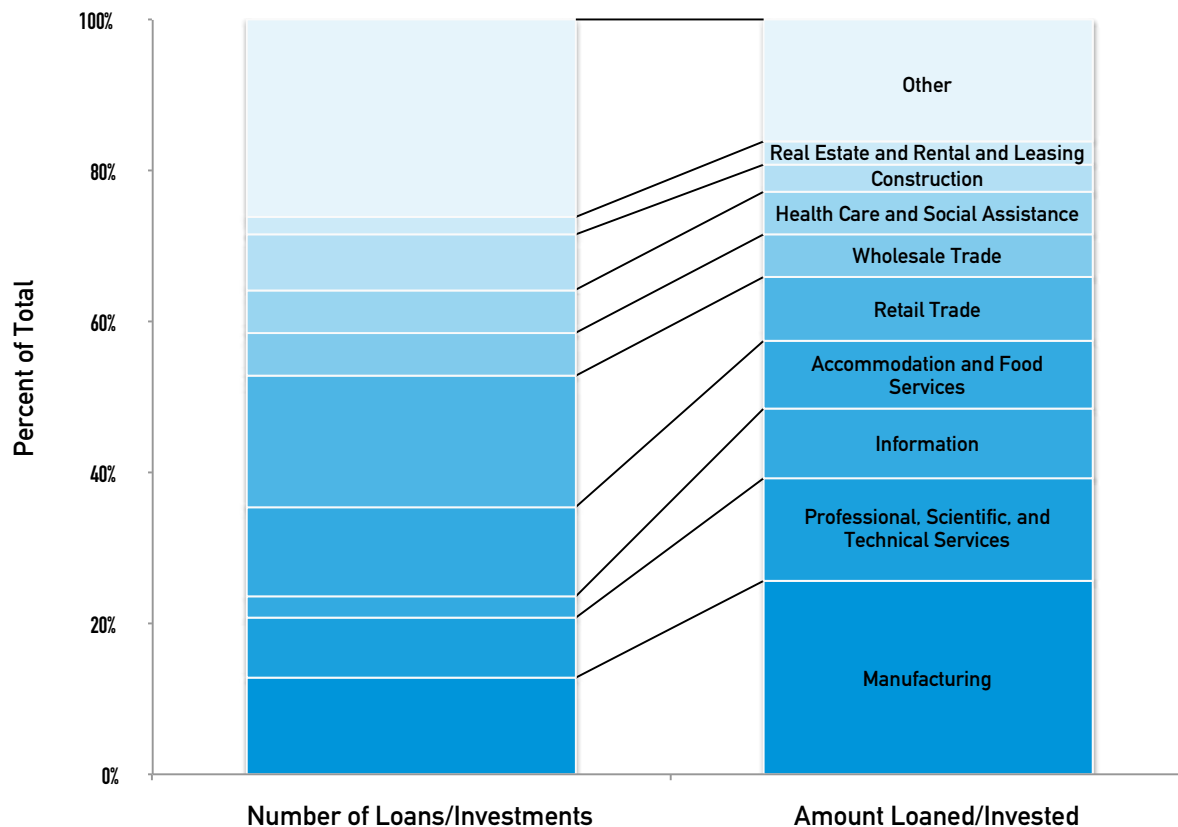 100%
80%
60%
40%
20%
0%
Percent of Total
Other
Real Estate and Rental and Leasing
Construction
Health Care and Social Assistance
Wholesale Trade
Retail Trade
Accommodation and Food
Services
Information
Professional, Scientific, and
Technical Services
Manufacturing
Number of Loans/Investments
Amount Loaned/Invested